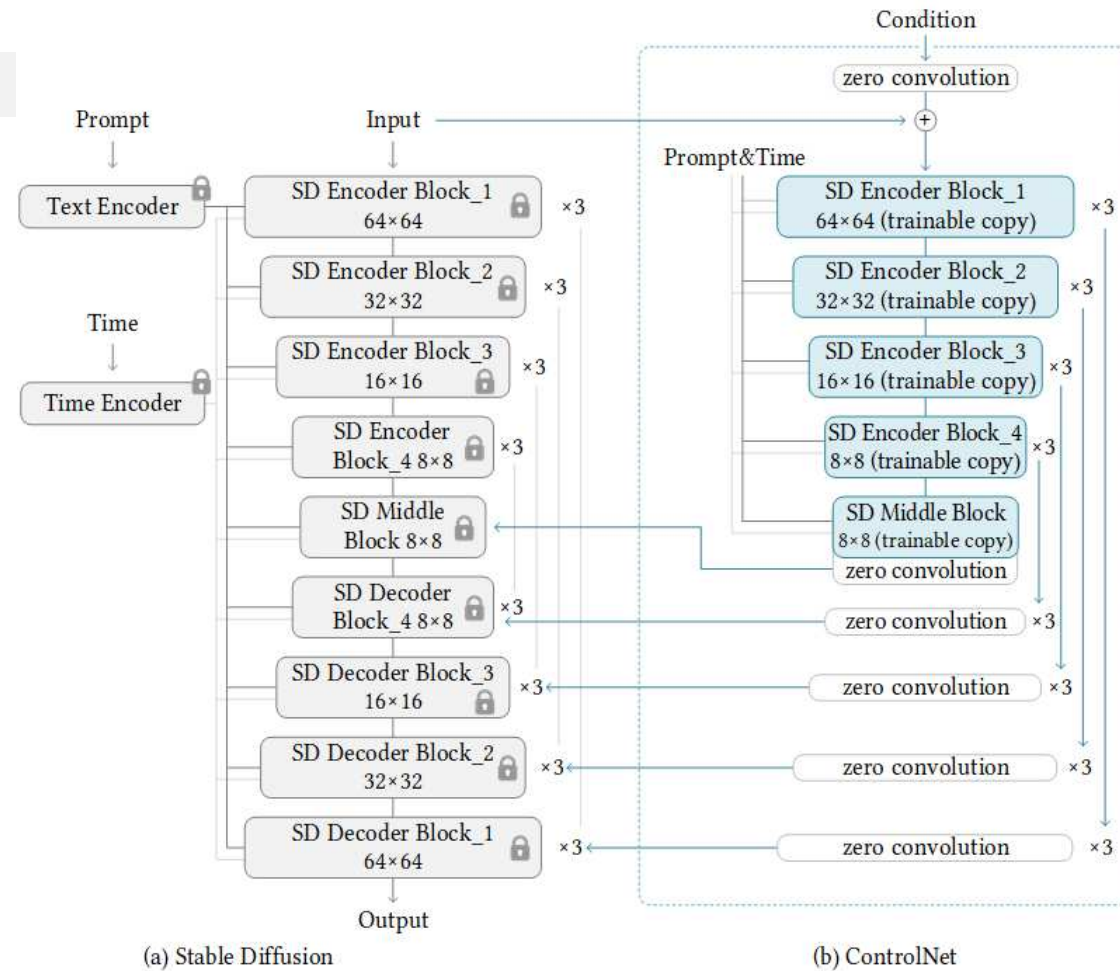 Condition
zero convolution
Prompt
Input
+
Prompt&Time
Text Encoder
SD Encoder Block_1
64×64
×3
SD Encoder Block_1
64×64 (trainable copy)
×3
SD Encoder Block_2
32×32
×3
SD Encoder Block_2
32×32 (trainable copy)
×3
Time
Time Encoder
SD Encoder Block_3
16×16
×3
SD Encoder Block_3
16×16 (trainable copy)
×3
SD Encoder
Block_4 8×8
×3
SD Encoder Block_4
8×8 (trainable copy)
×3
SD Middle
Block 8×8
SD Middle Block
8×8 (trainable copy)
zero convolution
SD Decoder
Block_4 8×8
×3
zero convolution
×3
SD Decoder Block_3
16×16
×3
zero convolution
×3
SD Decoder Block_2
32×32
×3
zero convolution
×3
SD Decoder Block_1
64×64
×3
zero convolution
×3
Output
(a) Stable Diffusion
(b) ControlNet